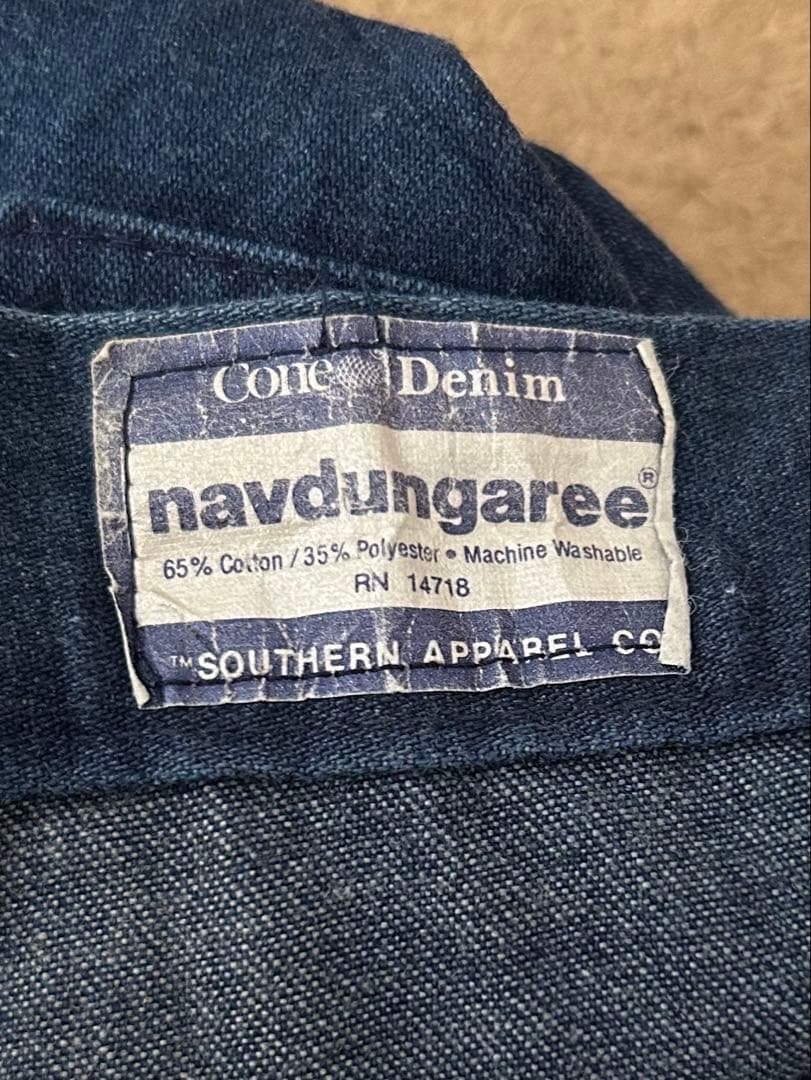 Cone Denim
navdungaree®
65% Cotton / 35% Polyester • Machine Washable
RN 14718
™SOUTHERN APPAREL CO